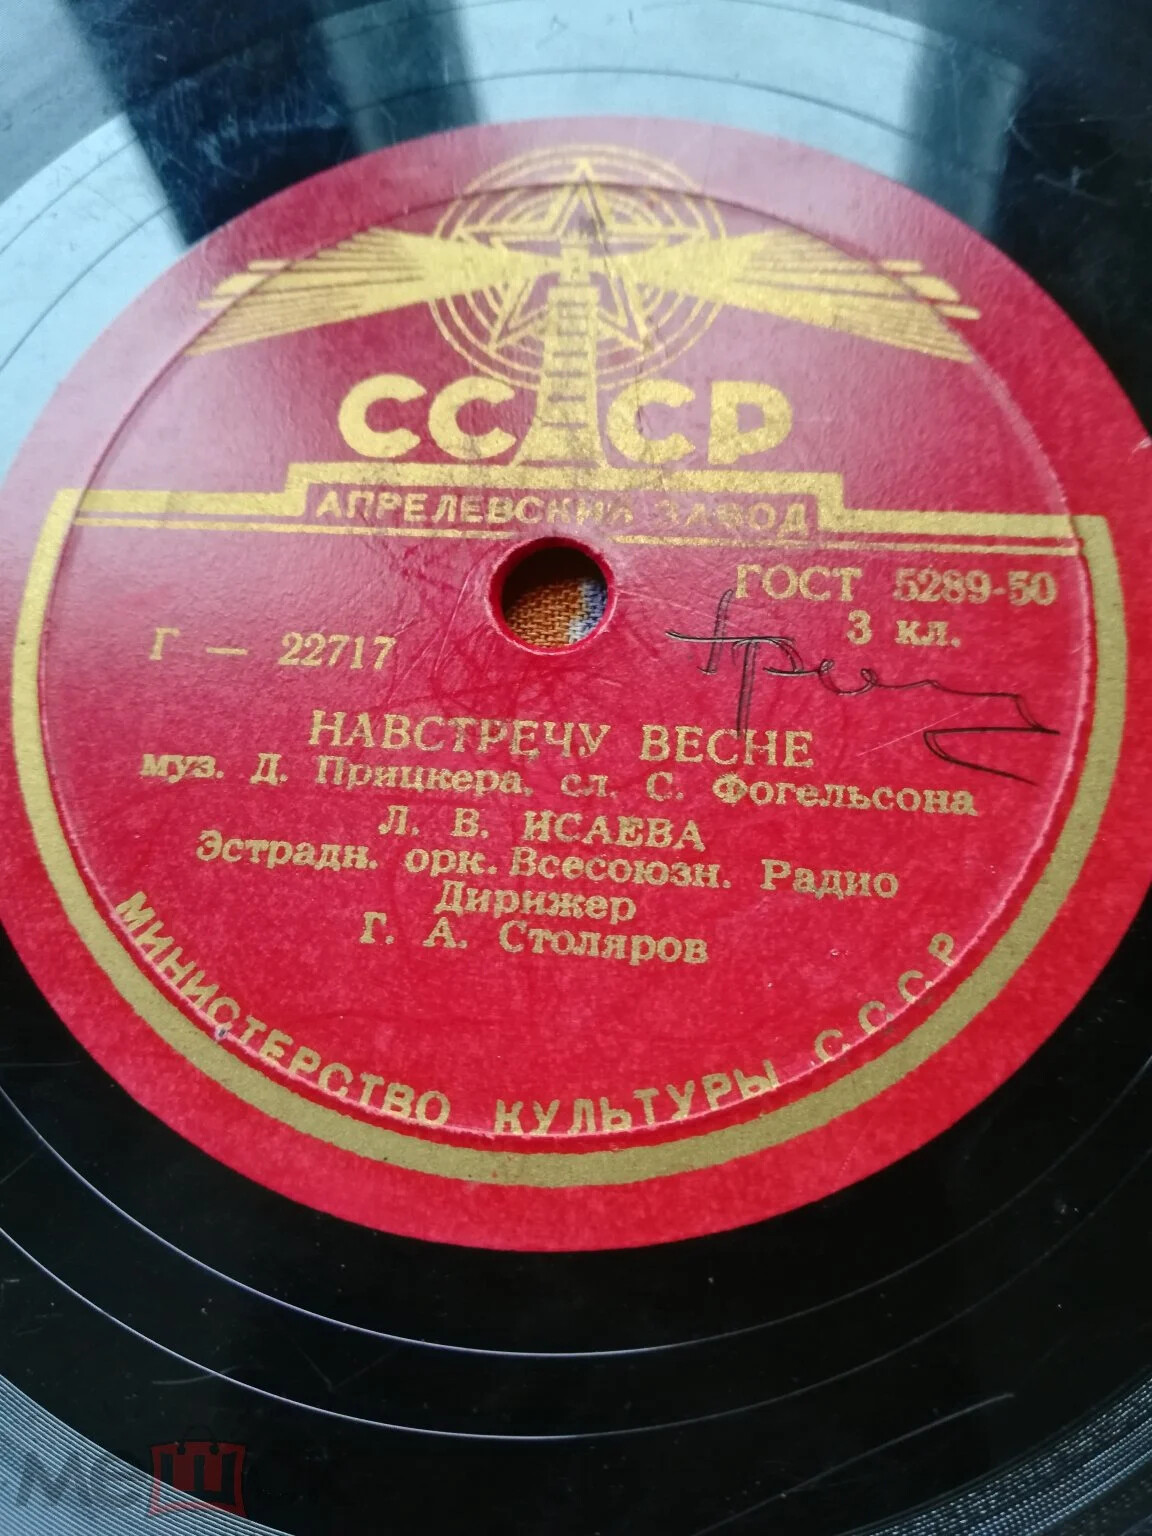 СССР
АПРЕЛЕВСКИЙ ЗАВОД
ГОСТ 5289-50
3 кл.
Г — 22717
НАВСТРЕЧУ ВЕСНЕ
муз. Д. Прицкера, сл. С. Фогельсона
Л. В. ИСАЕВА
Эстрадн. орк. Всесоюзн. Радио
Дирижер
Г. А. Столяров
МИНИСТЕРСТВО КУЛЬТУРЫ СССР